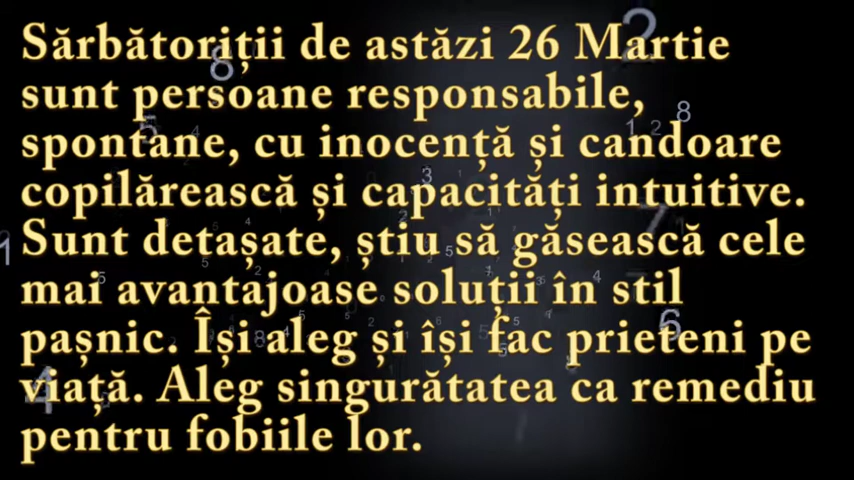 Sărbătoriții de astăzi 26 Martie
sunt persoane responsabile,
spontane, cu inocență și candoare
copilărească și capacități intuitive.
Sunt detașate, știu să găsească cele
mai avantajoase soluții în stil
pașnic. Își aleg și își fac prieteni pe
viață. Aleg singurătatea ca remediu
pentru fobiile lor.